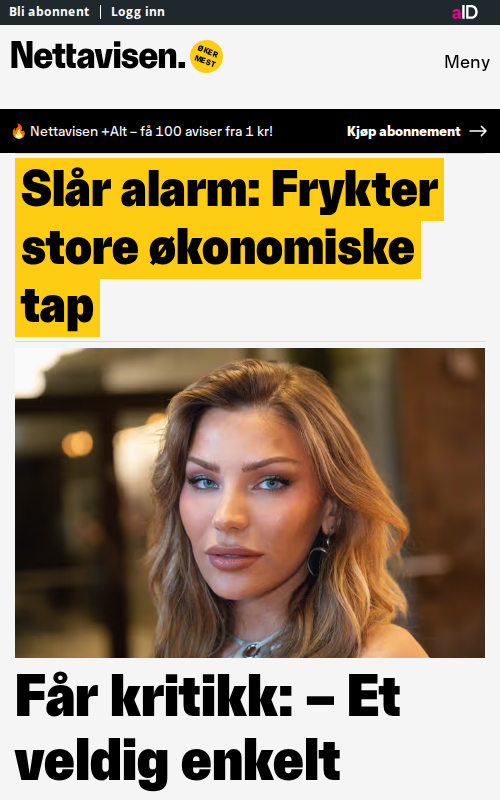 Bli abonnent | Logg inn
aID
Nettavisen.
ØKER
MEST
Meny
🔥 Nettavisen +Alt – få 100 aviser fra 1 kr!
Kjøp abonnement →
Slår alarm: Frykter
store økonomiske
tap
Får kritikk: – Et
veldig enkelt